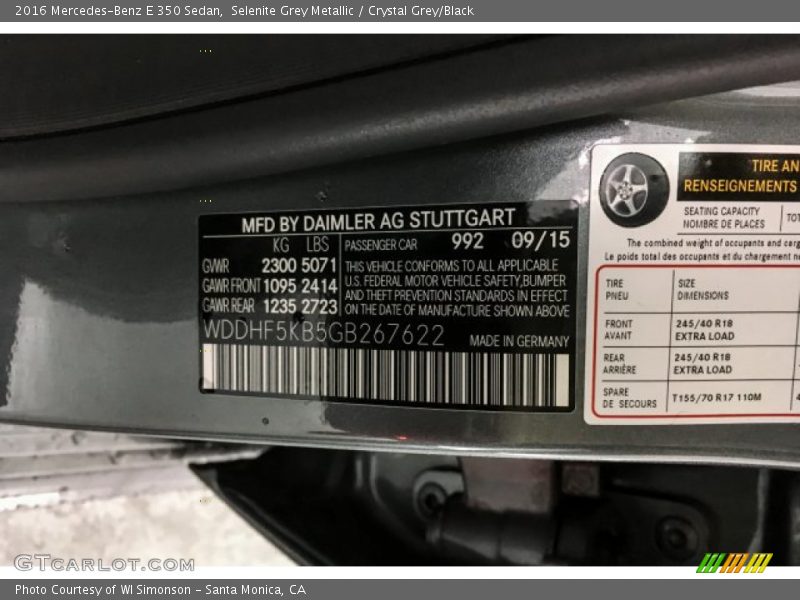 2016 Mercedes-Benz E 350 Sedan, Selenite Grey Metallic / Crystal Grey/Black
MFD BY DAIMLER AG STUTTGART
KG LBS
GVWR 2300 5071
GAWR FRONT 1095 2414
GAWR REAR 1235 2723
PASSENGER CAR 992 09/15
THIS VEHICLE CONFORMS TO ALL APPLICABLE
U.S. FEDERAL MOTOR VEHICLE SAFETY,BUMPER
AND THEFT PREVENTION STANDARDS IN EFFECT
ON THE DATE OF MANUFACTURE SHOWN ABOVE
WDDHF5KB5GB267622 MADE IN GERMANY
TIRE AN
RENSEIGNEMENTS
SEATING CAPACITY
NOMBRE DE PLACES
TOT
The combined weight of occupants and carg
Le poids total des occupants et du chargement n
TIRE SIZE
PNEU DIMENSIONS
FRONT 245/40 R18
AVANT EXTRA LOAD
REAR 245/40 R18
ARRIÈRE EXTRA LOAD
SPARE T155/70 R17 110M
DE SECOURS
GTCARLOT.COM
Photo Courtesy of WI Simonson - Santa Monica, CA